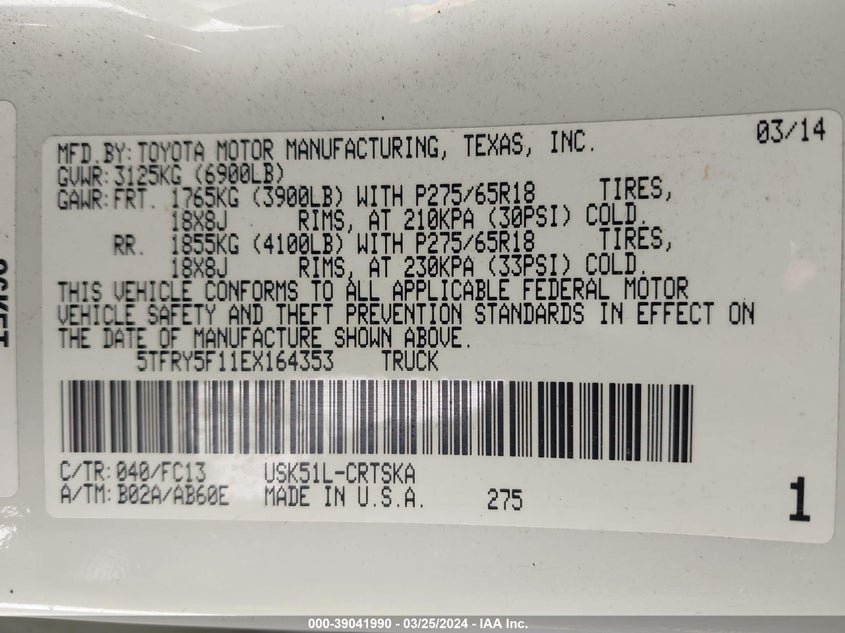 MFD.BY:TOYOTA MOTOR MANUFACTURING, TEXAS, INC. 03/14
GVWR:3125KG (6900LB)
GAWR:FRT. 1765KG (3900LB) WITH P275/65R18 TIRES,
18X8J RIMS, AT 210KPA (30PSI) COLD.
RR. 1855KG (4100LB) WITH P275/65R18 TIRES,
18X8J RIMS, AT 230KPA (33PSI) COLD.
THIS VEHICLE CONFORMS TO ALL APPLICABLE FEDERAL MOTOR
VEHICLE SAFETY AND THEFT PREVENTION STANDARDS IN EFFECT ON
THE DATE OF MANUFACTURE SHOWN ABOVE.
5TFRY5F11EX164353 TRUCK
C/TR:040/FC13 USK51L-CRTSKA
A/TM:B02A/AB60E MADE IN U.S.A. 275 1
000-39041990 — 03/25/2024 — IAA Inc.